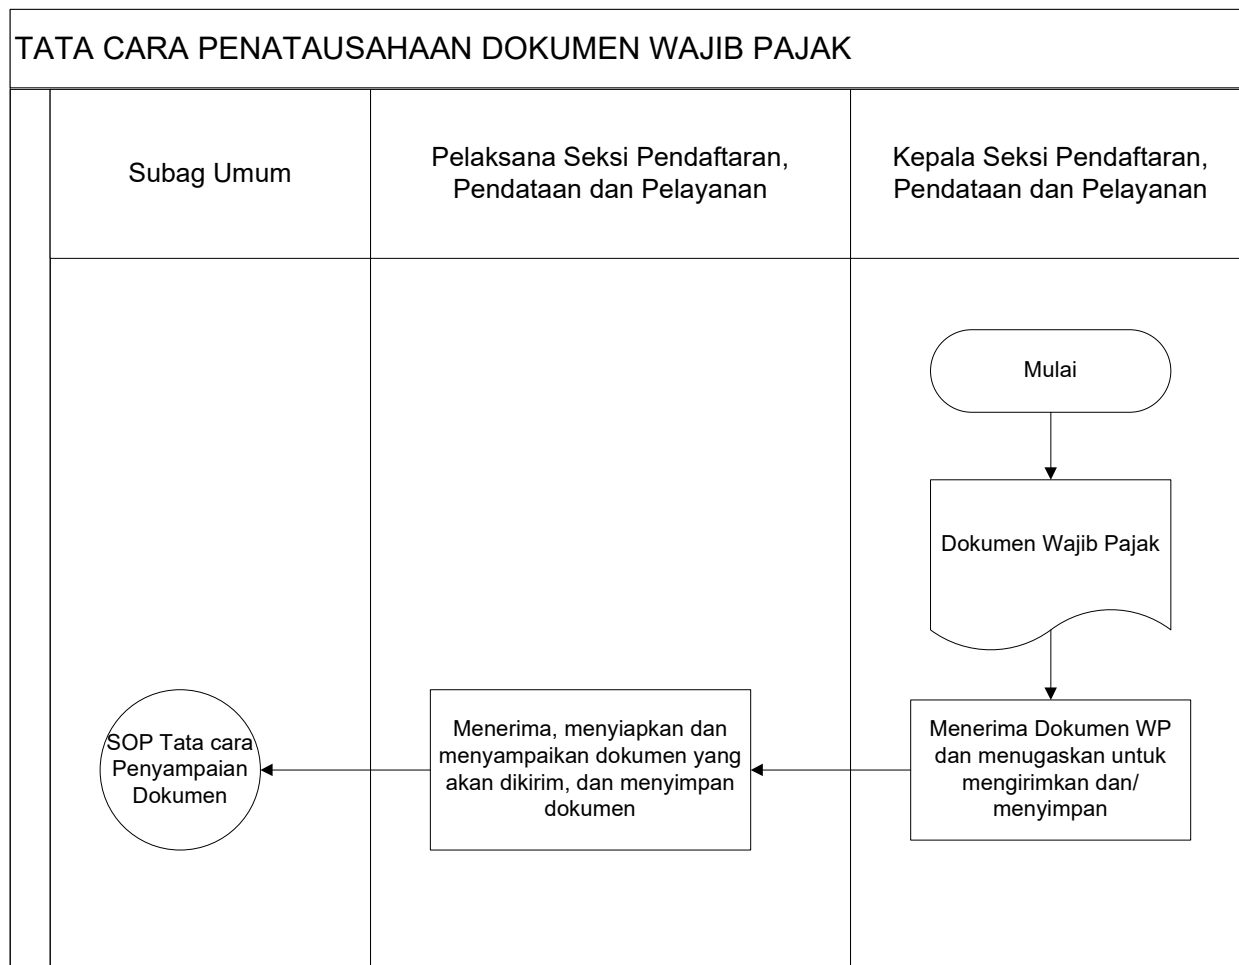 TATA CARA PENATAUSAHAAN DOKUMEN WAJIB PAJAK
Subag Umum
Pelaksana Seksi Pendaftaran,
Pendataan dan Pelayanan
Kepala Seksi Pendaftaran,
Pendataan dan Pelayanan
Mulai
Dokumen Wajib Pajak
SOP Tata cara
Penyampaian
Dokumen
Menerima, menyiapkan dan
menyampaikan dokumen yang
akan dikirim, dan menyimpan
dokumen
Menerima Dokumen WP
dan menugaskan untuk
mengirimkan dan/
menyimpan